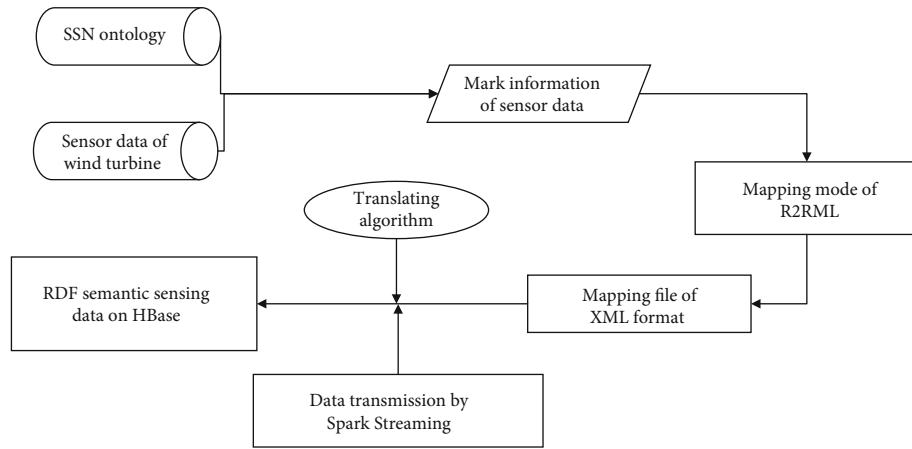 SSN ontology
Sensor data of
wind turbine
Mark information
of sensor data
Mapping mode of
R2RML
Translating
algorithm
RDF semantic sensing
data on HBase
Mapping file of
XML format
Data transmission by
Spark Streaming